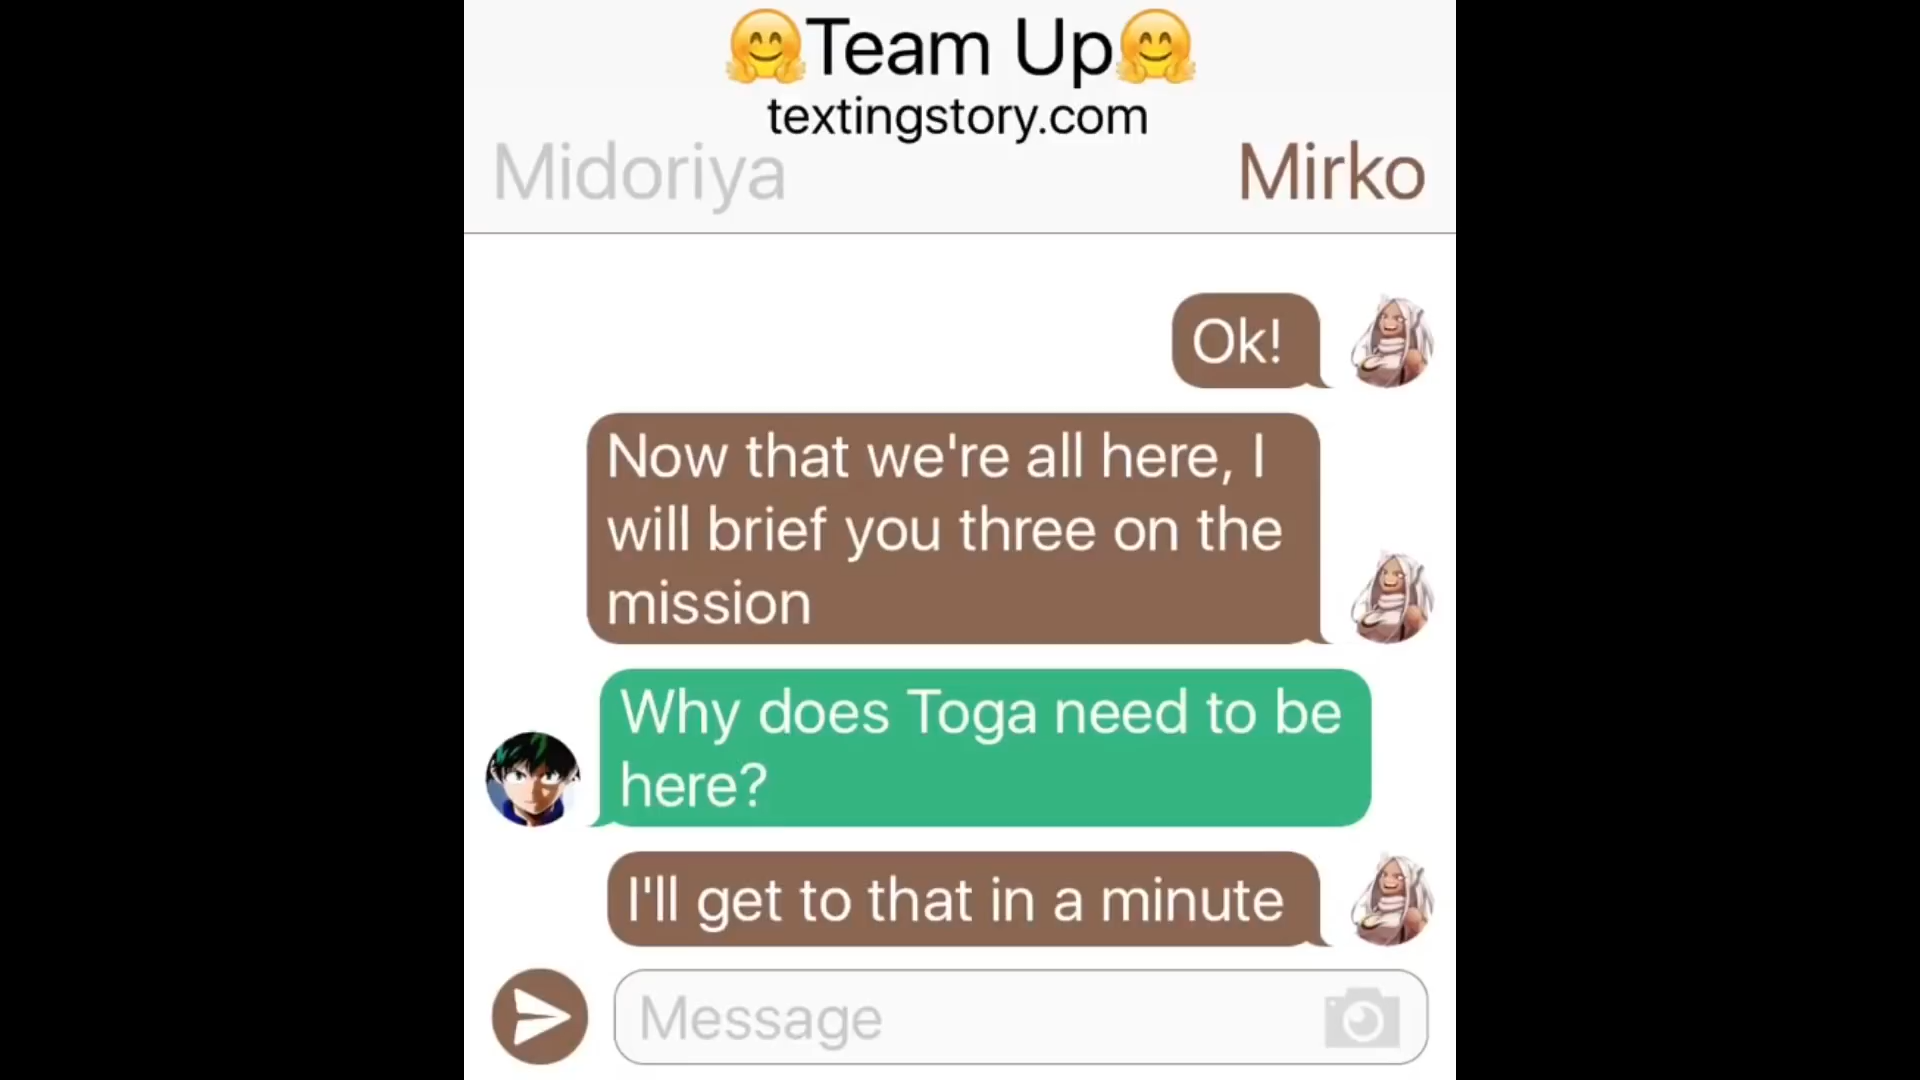 🤗Team Up🤗
textingstory.com
Midoriya Mirko
Ok!
Now that we're all here, I
will brief you three on the
mission
Why does Toga need to be
here?
I'll get to that in a minute
Message